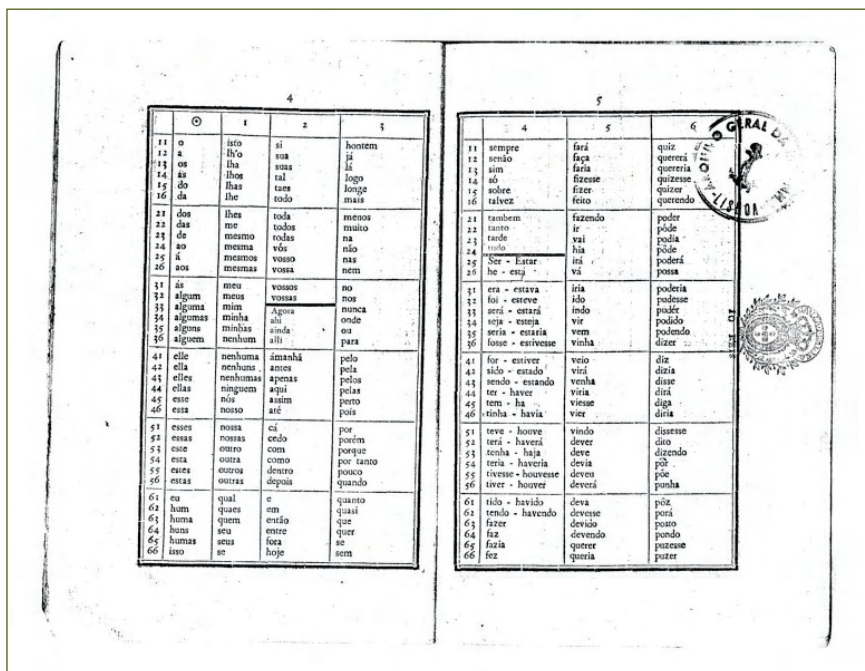 4
☉ 1 2 3
11 o isto si hontem
12 a lh'o sua já
13 os lha suas lá
14 as lhos tal logo
15 do lhas taes longe
16 da lhe todo mais
21 dos lhes toda menos
22 das me todos muito
23 de mesmo todas na
24 ao mesma vós não
25 á mesmos vosso nas
26 aos mesmas vossa nem
31 ás meu vossos no
32 algum meus vossas nos
33 alguma mim Agora nunca
34 algumas minha ahi onde
35 alguns minhas ainda ou
36 alguem nenhum alli para
41 elle nenhuma ámanhã pelo
42 ella nenhuns antes pela
43 elles nenhumas apenas pelos
44 ellas ninguem aqui pelas
45 esse nós assim perto
46 essa nosso até pois
51 esses nossa cá por
52 essas nossas cedo porém
53 este outro com porque
54 esta outra como por tanto
55 estes outros dentro pouco
56 estas outras depois quando
61 eu qual e quanto
62 hum quaes em quasi
63 huma quem então que
64 huns seu entre quer
65 humas seus fora se
66 isso se hoje sem
5
4 5 6
11 sempre fará quiz
12 senão faça quererá
13 sim faria quereria
14 só fizesse quizesse
15 sobre fizer quizer
16 talvez feito querendo
21 tambem fazendo poder
22 tanto ir póde
23 tarde vai podia
24 tudo hia pôde
25 Ser - Estar irá poderá
26 he - está vá possa
31 era - estava iria poderia
32 foi - esteve ido pudesse
33 será - estará indo pudér
34 seja - esteja vir podido
35 seria - estaria vem podendo
36 fosse - estivesse vinha dizer
41 for - estiver veio diz
42 sido - estado virá dizia
43 sendo - estando venha disse
44 ter - haver viria dirá
45 tem - ha viesse diga
46 tinha - havia vier diria
51 teve - houve vindo dissesse
52 terá - haverá dever dito
53 tenha - haja deve dizendo
54 teria - haveria devia pôr
55 tivesse - houvesse deveu põe
56 tiver - houver deverá punha
61 tido - havido deva pôz
62 tendo - havendo devesse porá
63 fazer devido posto
64 faz devendo pondo
65 fazia querer puzesse
66 fez queria puzer
GERAL DA